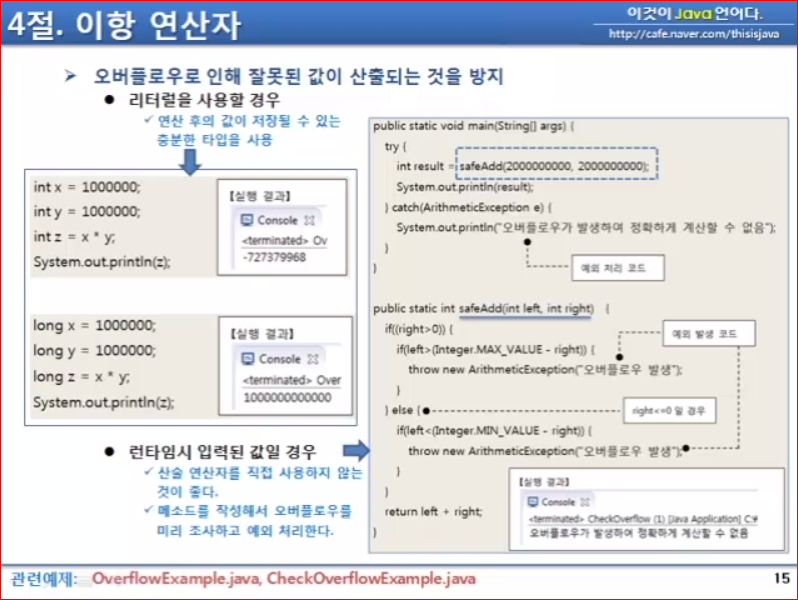 4절. 이항 연산자
이것이 Java 언어다.
http://cafe.naver.com/thisisjava
➢ 오버플로우로 인해 잘못된 값이 산출되는 것을 방지
● 리터럴을 사용할 경우
✓ 연산 후의 값이 저장될 수 있는
충분한 타입을 사용
int x = 1000000;
int y = 1000000;
int z = x * y;
System.out.println(z);
[실행 결과]
Console
<terminated> Ov
-727379968
long x = 1000000;
long y = 1000000;
long z = x * y;
System.out.println(z);
[실행 결과]
Console
<terminated> Over
1000000000000
● 런타임시 입력된 값일 경우
✓ 산술 연산자를 직접 사용하지 않는
것이 좋다.
✓ 메소드를 작성해서 오버플로우를
미리 조사하고 예외 처리한다.
public static void main(String[] args) {
try {
int result = safeAdd(2000000000, 2000000000);
System.out.println(result);
} catch(ArithmeticException e) {
System.out.println("오버플로우가 발생하여 정확하게 계산할 수 없음");
}
}
예외 처리 코드
public static int safeAdd(int left, int right) {
if((right>0)) {
예외 발생 코드
if(left>(Integer.MAX_VALUE - right)) {
throw new ArithmeticException("오버플로우 발생");
}
} else {
right<=0 일 경우
if(left<(Integer.MIN_VALUE - right)) {
throw new ArithmeticException("오버플로우 발생");
}
}
return left + right;
}
[실행 결과]
Console
<terminated> CheckOverflow (1) [Java Application] C:₩
오버플로우가 발생하여 정확하게 계산할 수 없음
관련예제: OverflowExample.java, CheckOverflowExample.java
15